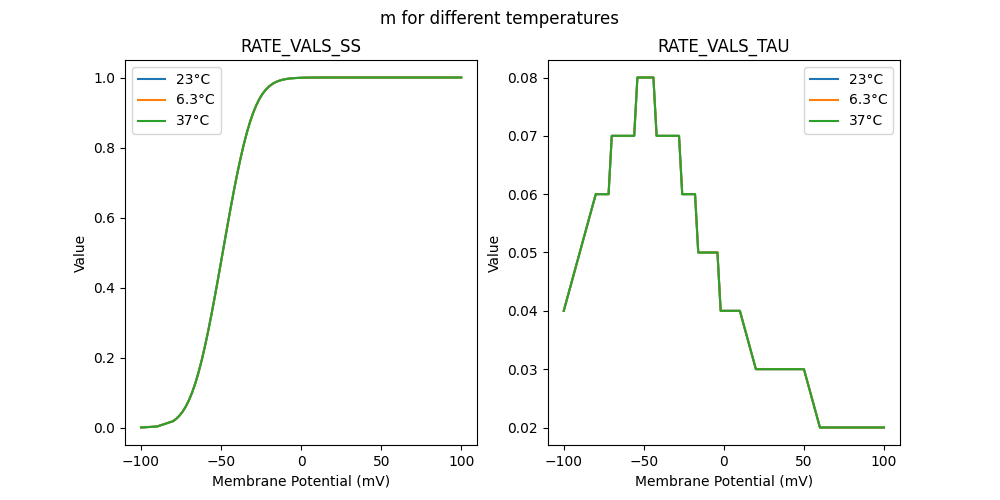 m for different temperatures
RATE_VALS_SS
1.0
0.8
0.6
0.4
0.2
0.0
Value
23°C
6.3°C
37°C
−100
−50
0
50
100
Membrane Potential (mV)
RATE_VALS_TAU
0.08
0.07
0.06
0.05
0.04
0.03
0.02
Value
23°C
6.3°C
37°C
−100
−50
0
50
100
Membrane Potential (mV)